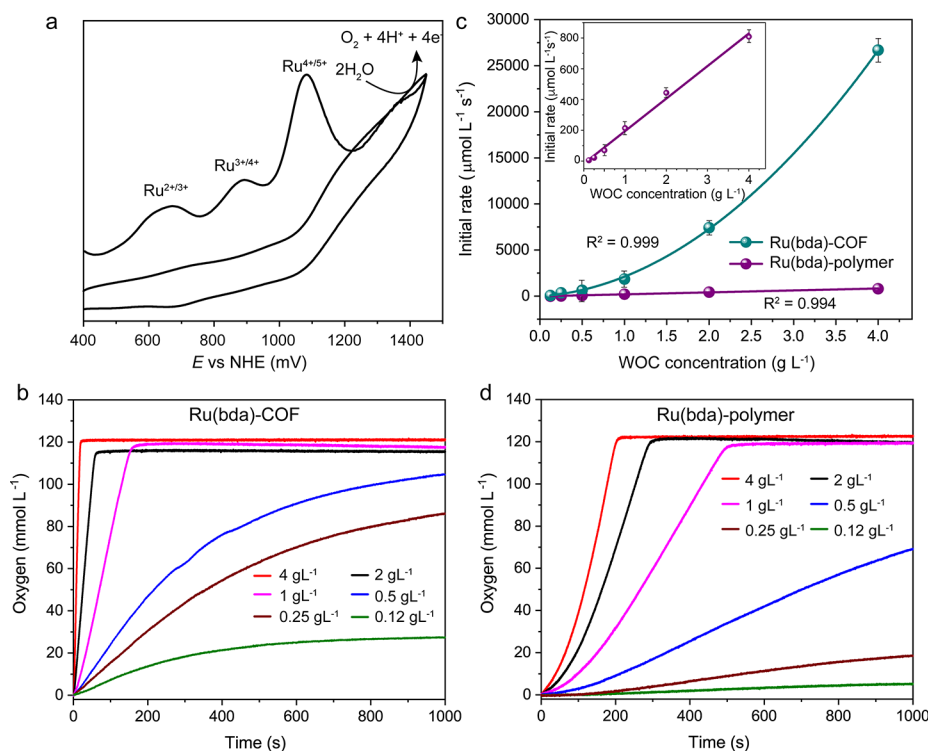 a
O₂ + 4H⁺ + 4e⁻
2H₂O
Ru⁴⁺/⁵⁺
Ru³⁺/⁴⁺
Ru²⁺/³⁺
400 600 800 1000 1200 1400
E vs NHE (mV)
c
Initial rate (μmol L⁻¹ s⁻¹)
30000
25000
20000
15000
10000
5000
0
Initial rate (μmol L⁻¹s⁻¹)
800
600
400
200
0
0 1 2 3 4
WOC concentration (g L⁻¹)
R² = 0.999
Ru(bda)-COF
Ru(bda)-polymer
R² = 0.994
0.0 0.5 1.0 1.5 2.0 2.5 3.0 3.5 4.0
WOC concentration (g L⁻¹)
b
Ru(bda)-COF
Oxygen (mmol L⁻¹)
140
120
100
80
60
40
20
0
4 gL⁻¹ 2 gL⁻¹
1 gL⁻¹ 0.5 gL⁻¹
0.25 gL⁻¹ 0.12 gL⁻¹
0 200 400 600 800 1000
Time (s)
d
Ru(bda)-polymer
Oxygen (mmol L⁻¹)
140
120
100
80
60
40
20
0
4 gL⁻¹ 2 gL⁻¹
1 gL⁻¹ 0.5 gL⁻¹
0.25 gL⁻¹ 0.12 gL⁻¹
0 200 400 600 800 1000
Time (s)